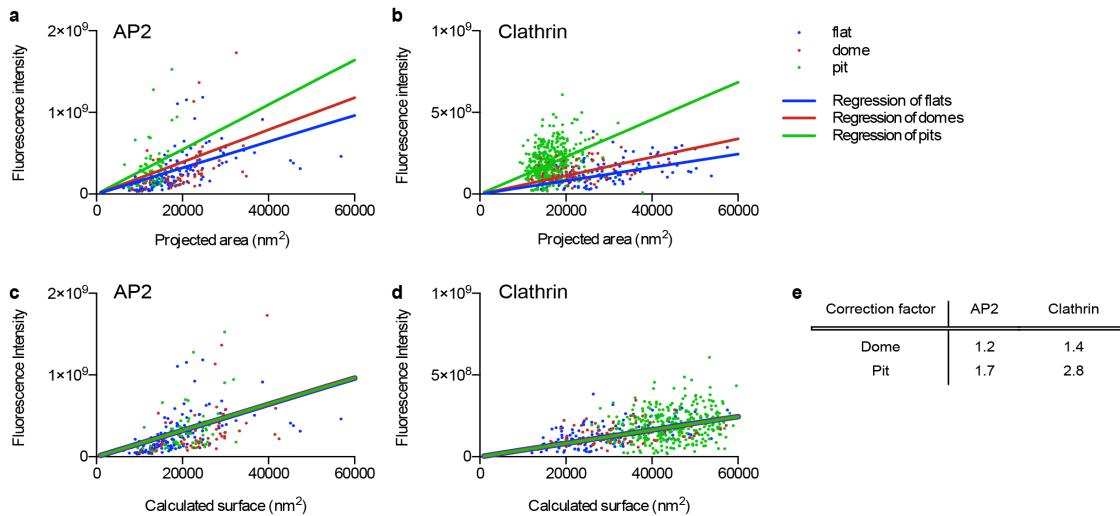 a
AP2
2×10⁹
1×10⁹
0
Fluorescence intensity
0 20000 40000 60000
Projected area (nm²)
b
Clathrin
1×10⁹
5×10⁸
0
Fluorescence intensity
0 20000 40000 60000
Projected area (nm²)
flat
dome
pit
Regression of flats
Regression of domes
Regression of pits
c
AP2
2×10⁹
1×10⁹
0
Fluorescence Intensity
0 20000 40000 60000
Calculated surface (nm²)
d
Clathrin
1×10⁹
5×10⁸
0
Fluorescence Intensity
0 20000 40000 60000
Calculated surface (nm²)
e
Correction factor AP2 Clathrin
Dome 1.2 1.4
Pit 1.7 2.8